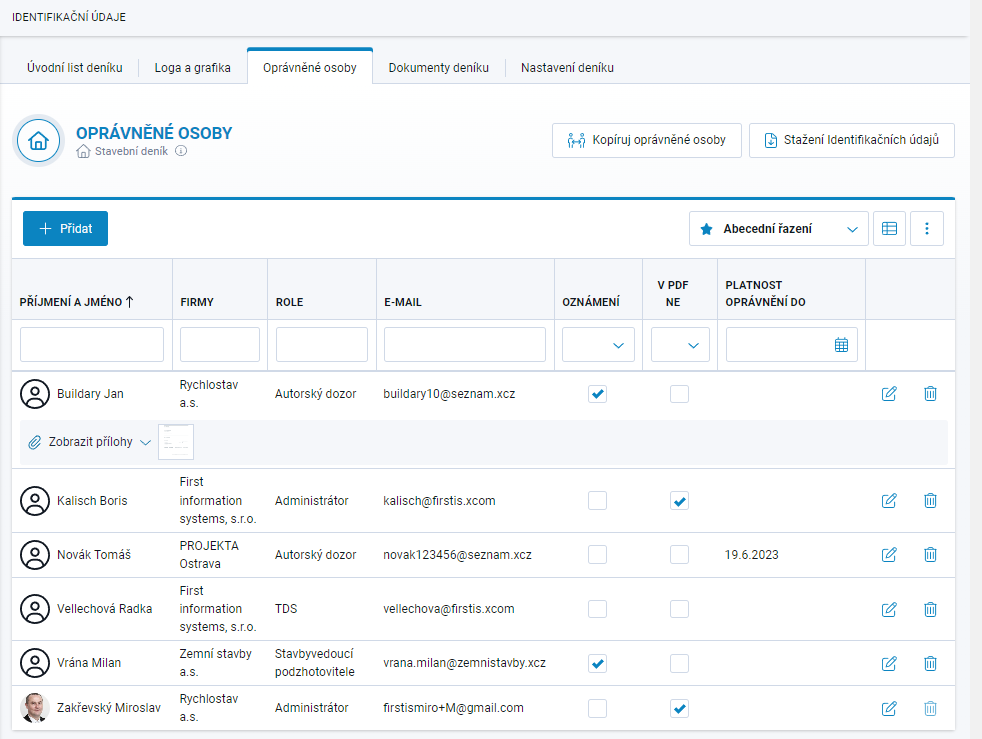 IDENTIFIKAČNÍ ÚDAJE
Úvodní list deníku Loga a grafika Oprávněné osoby Dokumenty deníku Nastavení deníku
OPRÁVNĚNÉ OSOBY
Stavební deník
Kopíruj oprávněné osoby Stažení Identifikačních údajů
Přidat Abecední řazení
PŘÍJMENÍ A JMÉNO FIRMY ROLE E-MAIL OZNÁMENÍ V PDF NE PLATNOST OPRÁVNĚNÍ DO
Buildary Jan Rychlostav a.s. Autorský dozor buildary10@seznam.xcz
Zobrazit přílohy
Kalisch Boris First information systems, s.r.o. Administrátor kalisch@firstis.xcom
Novák Tomáš PROJEKTA Ostrava Autorský dozor novak123456@seznam.xcz 19.6.2023
Vellechová Radka First information systems, s.r.o. TDS vellechova@firstis.xcom
Vrána Milan Zemní stavby a.s. Stavbyvedoucí podzhotovitele vrana.milan@zemnistavby.xcz
Zakřevský Miroslav Rychlostav a.s. Administrátor firstismiro+M@gmail.com